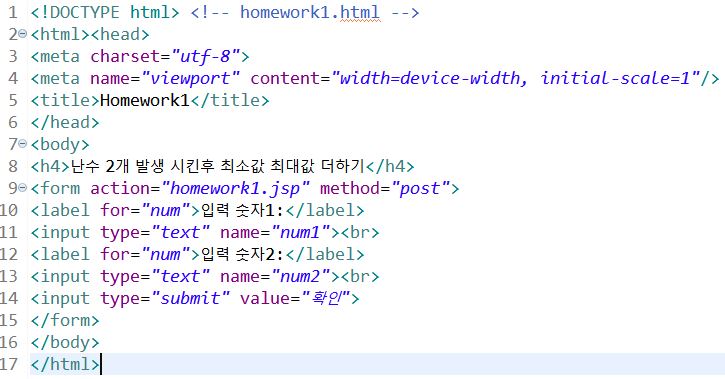 1 <!DOCTYPE html> <!-- homework1.html -->
2 <html><head>
3 <meta charset="utf-8">
4 <meta name="viewport" content="width=device-width, initial-scale=1"/>
5 <title>Homework1</title>
6 </head>
7 <body>
8 <h4>난수 2개 발생 시킨후 최소값 최대값 더하기</h4>
9 <form action="homework1.jsp" method="post">
10 <label for="num">입력 숫자1:</label>
11 <input type="text" name="num1"><br>
12 <label for="num">입력 숫자2:</label>
13 <input type="text" name="num2"><br>
14 <input type="submit" value="확인">
15 </form>
16 </body>
17 </html>